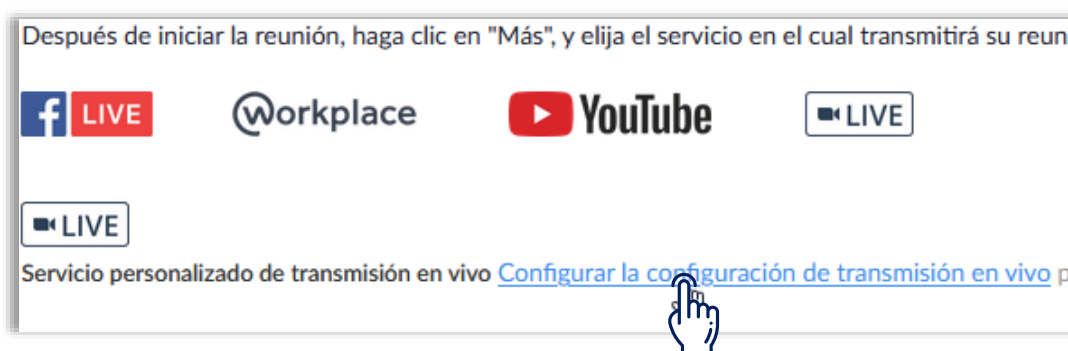 Después de iniciar la reunión, haga clic en "Más", y elija el servicio en el cual transmitirá su reun
f LIVE workplace YouTube LIVE
LIVE
Servicio personalizado de transmisión en vivo Configurar la configuración de transmisión en vivo p